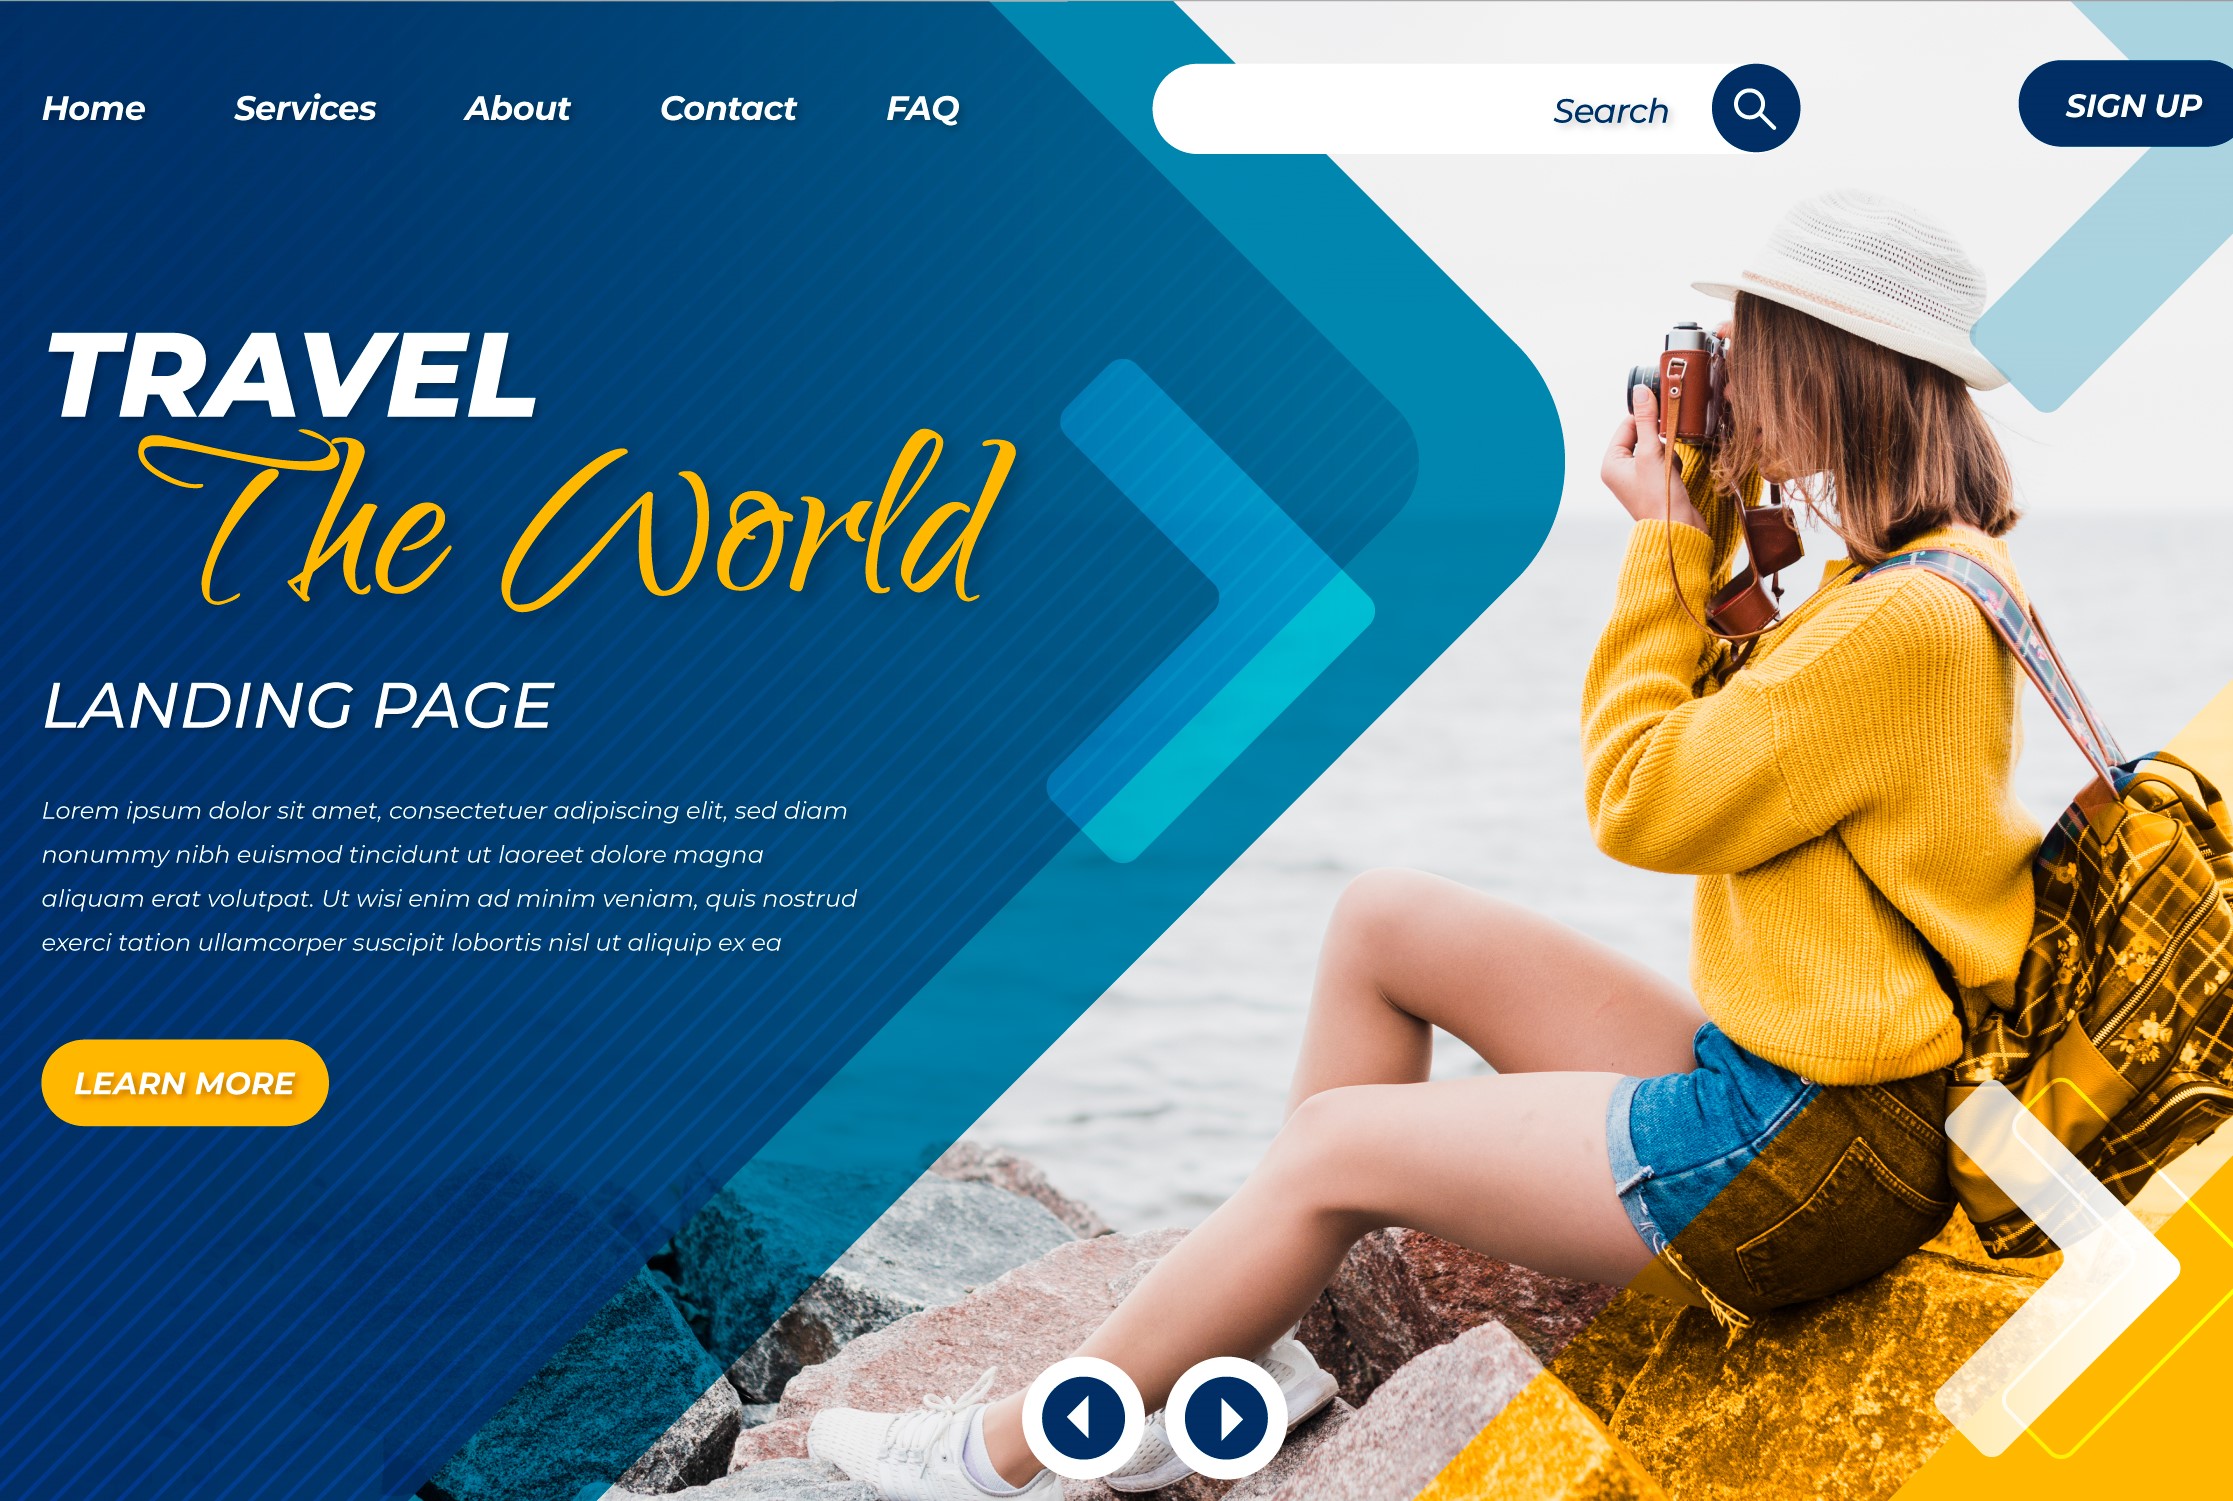 Home Services About Contact FAQ Search SIGN UP
TRAVEL
The World
LANDING PAGE
Lorem ipsum dolor sit amet, consectetuer adipiscing elit, sed diam
nonummy nibh euismod tincidunt ut laoreet dolore magna
aliquam erat volutpat. Ut wisi enim ad minim veniam, quis nostrud
exerci tation ullamcorper suscipit lobortis nisl ut aliquip ex ea
LEARN MORE